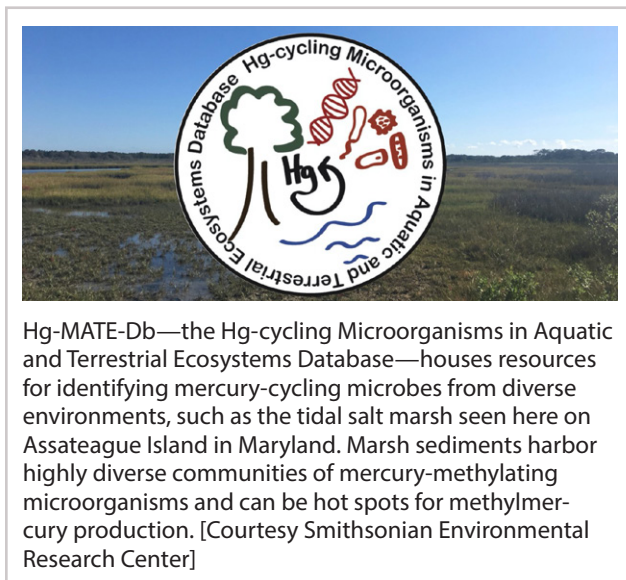 Hg-cycling Microorganisms in Aquatic and Terrestrial Ecosystems Database
Hg
Hg-MATE-Db—the Hg-cycling Microorganisms in Aquatic
and Terrestrial Ecosystems Database—houses resources
for identifying mercury-cycling microbes from diverse
environments, such as the tidal salt marsh seen here on
Assateague Island in Maryland. Marsh sediments harbor
highly diverse communities of mercury-methylating
microorganisms and can be hot spots for methylmer-
cury production. [Courtesy Smithsonian Environmental
Research Center]